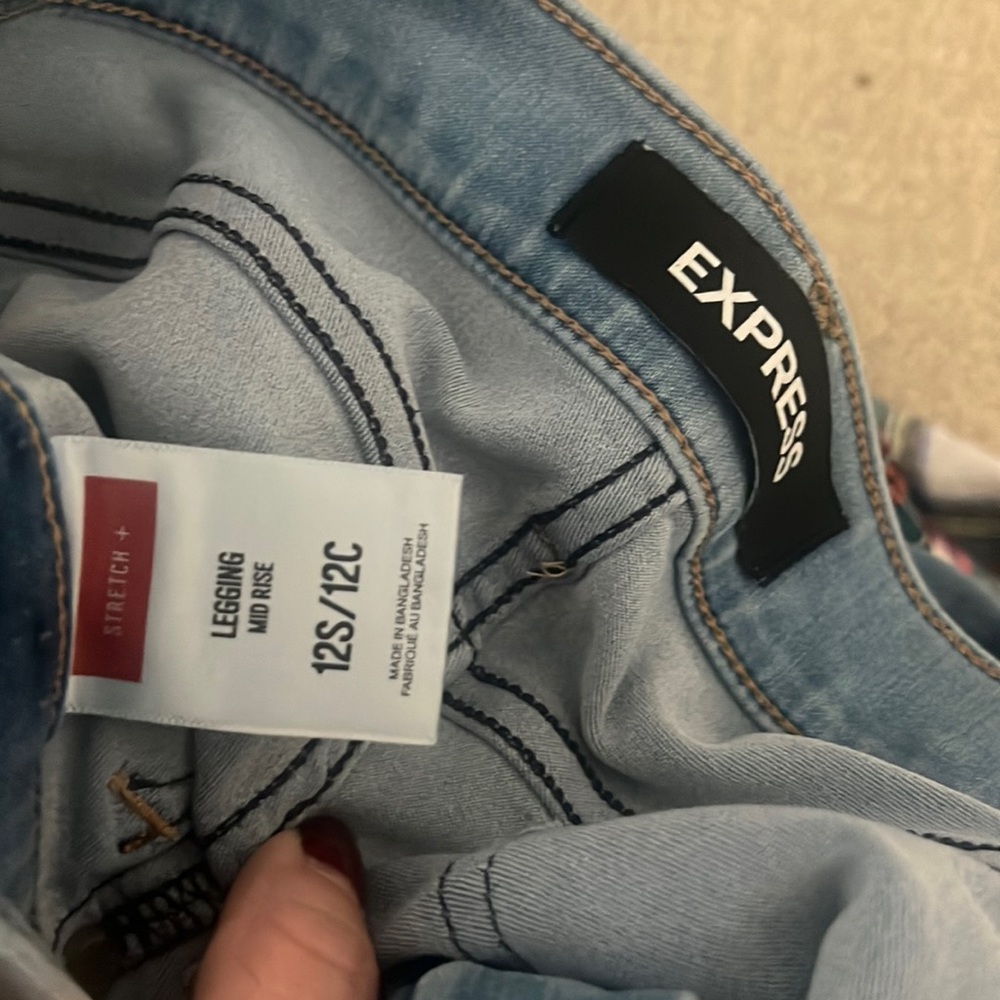 EXPRESS
STRETCH +
LEGGING
MID RISE
12S/12C
MADE IN BANGLADESH
FABRIQUÉ AU BANGLADESH